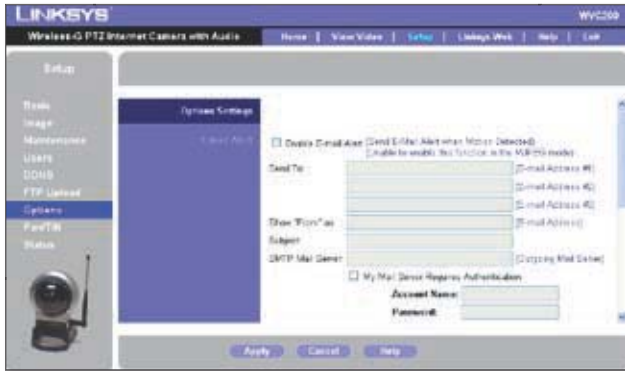 LINKSYS
WVC200
Wireless-G PTZ Internet Camera with Audio
Home | View Video | Setup | Linksys Web | Help | Exit
Setup
Basic
Image
Maintenance
Users
DDNS
FTP Upload
Options
Pan/Tilt
Status
Options Settings
E-mail Alert
Enable E-mail Alert (Send E-Mail Alert when Motion Detected)
(Unable to enable this function in the MJPEG mode)
Send To:
(E-mail Address #1)
(E-mail Address #2)
(E-mail Address #3)
Show "From" as:
(E-mail Address)
Subject:
SMTP Mail Server:
(Outgoing Mail Server)
My Mail Server Requires Authentication
Account Name:
Password:
Apply
Cancel
Help